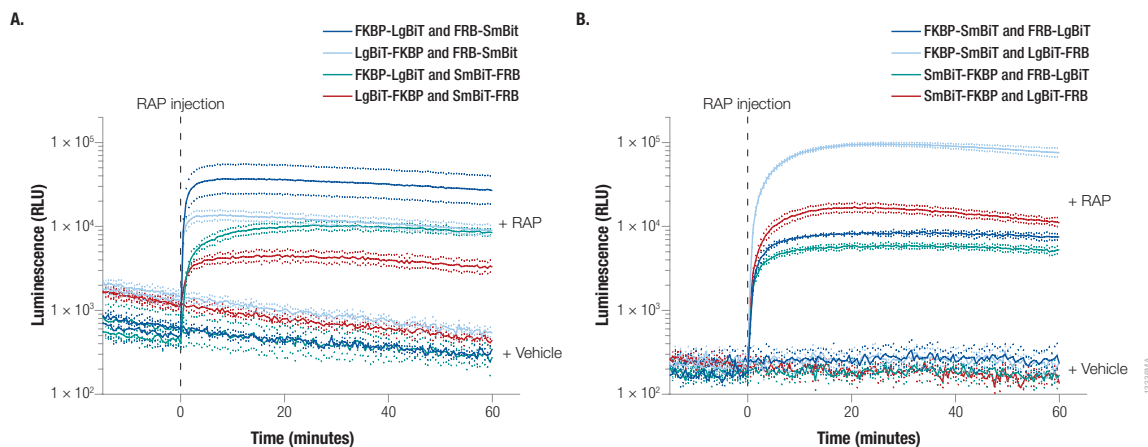 A.
FKBP-LgBiT and FRB-SmBit
LgBiT-FKBP and FRB-SmBit
FKBP-LgBiT and SmBiT-FRB
LgBiT-FKBP and SmBiT-FRB
RAP injection
Luminescence (RLU)
1 × 10⁵
1 × 10⁴
1 × 10³
1 × 10²
+ RAP
+ Vehicle
0
20
40
60
Time (minutes)
B.
FKBP-SmBiT and FRB-LgBiT
FKBP-SmBiT and LgBiT-FRB
SmBiT-FKBP and FRB-LgBiT
SmBiT-FKBP and LgBiT-FRB
RAP injection
Luminescence (RLU)
1 × 10⁵
1 × 10⁴
1 × 10³
1 × 10²
+ RAP
+ Vehicle
0
20
40
60
Time (minutes)